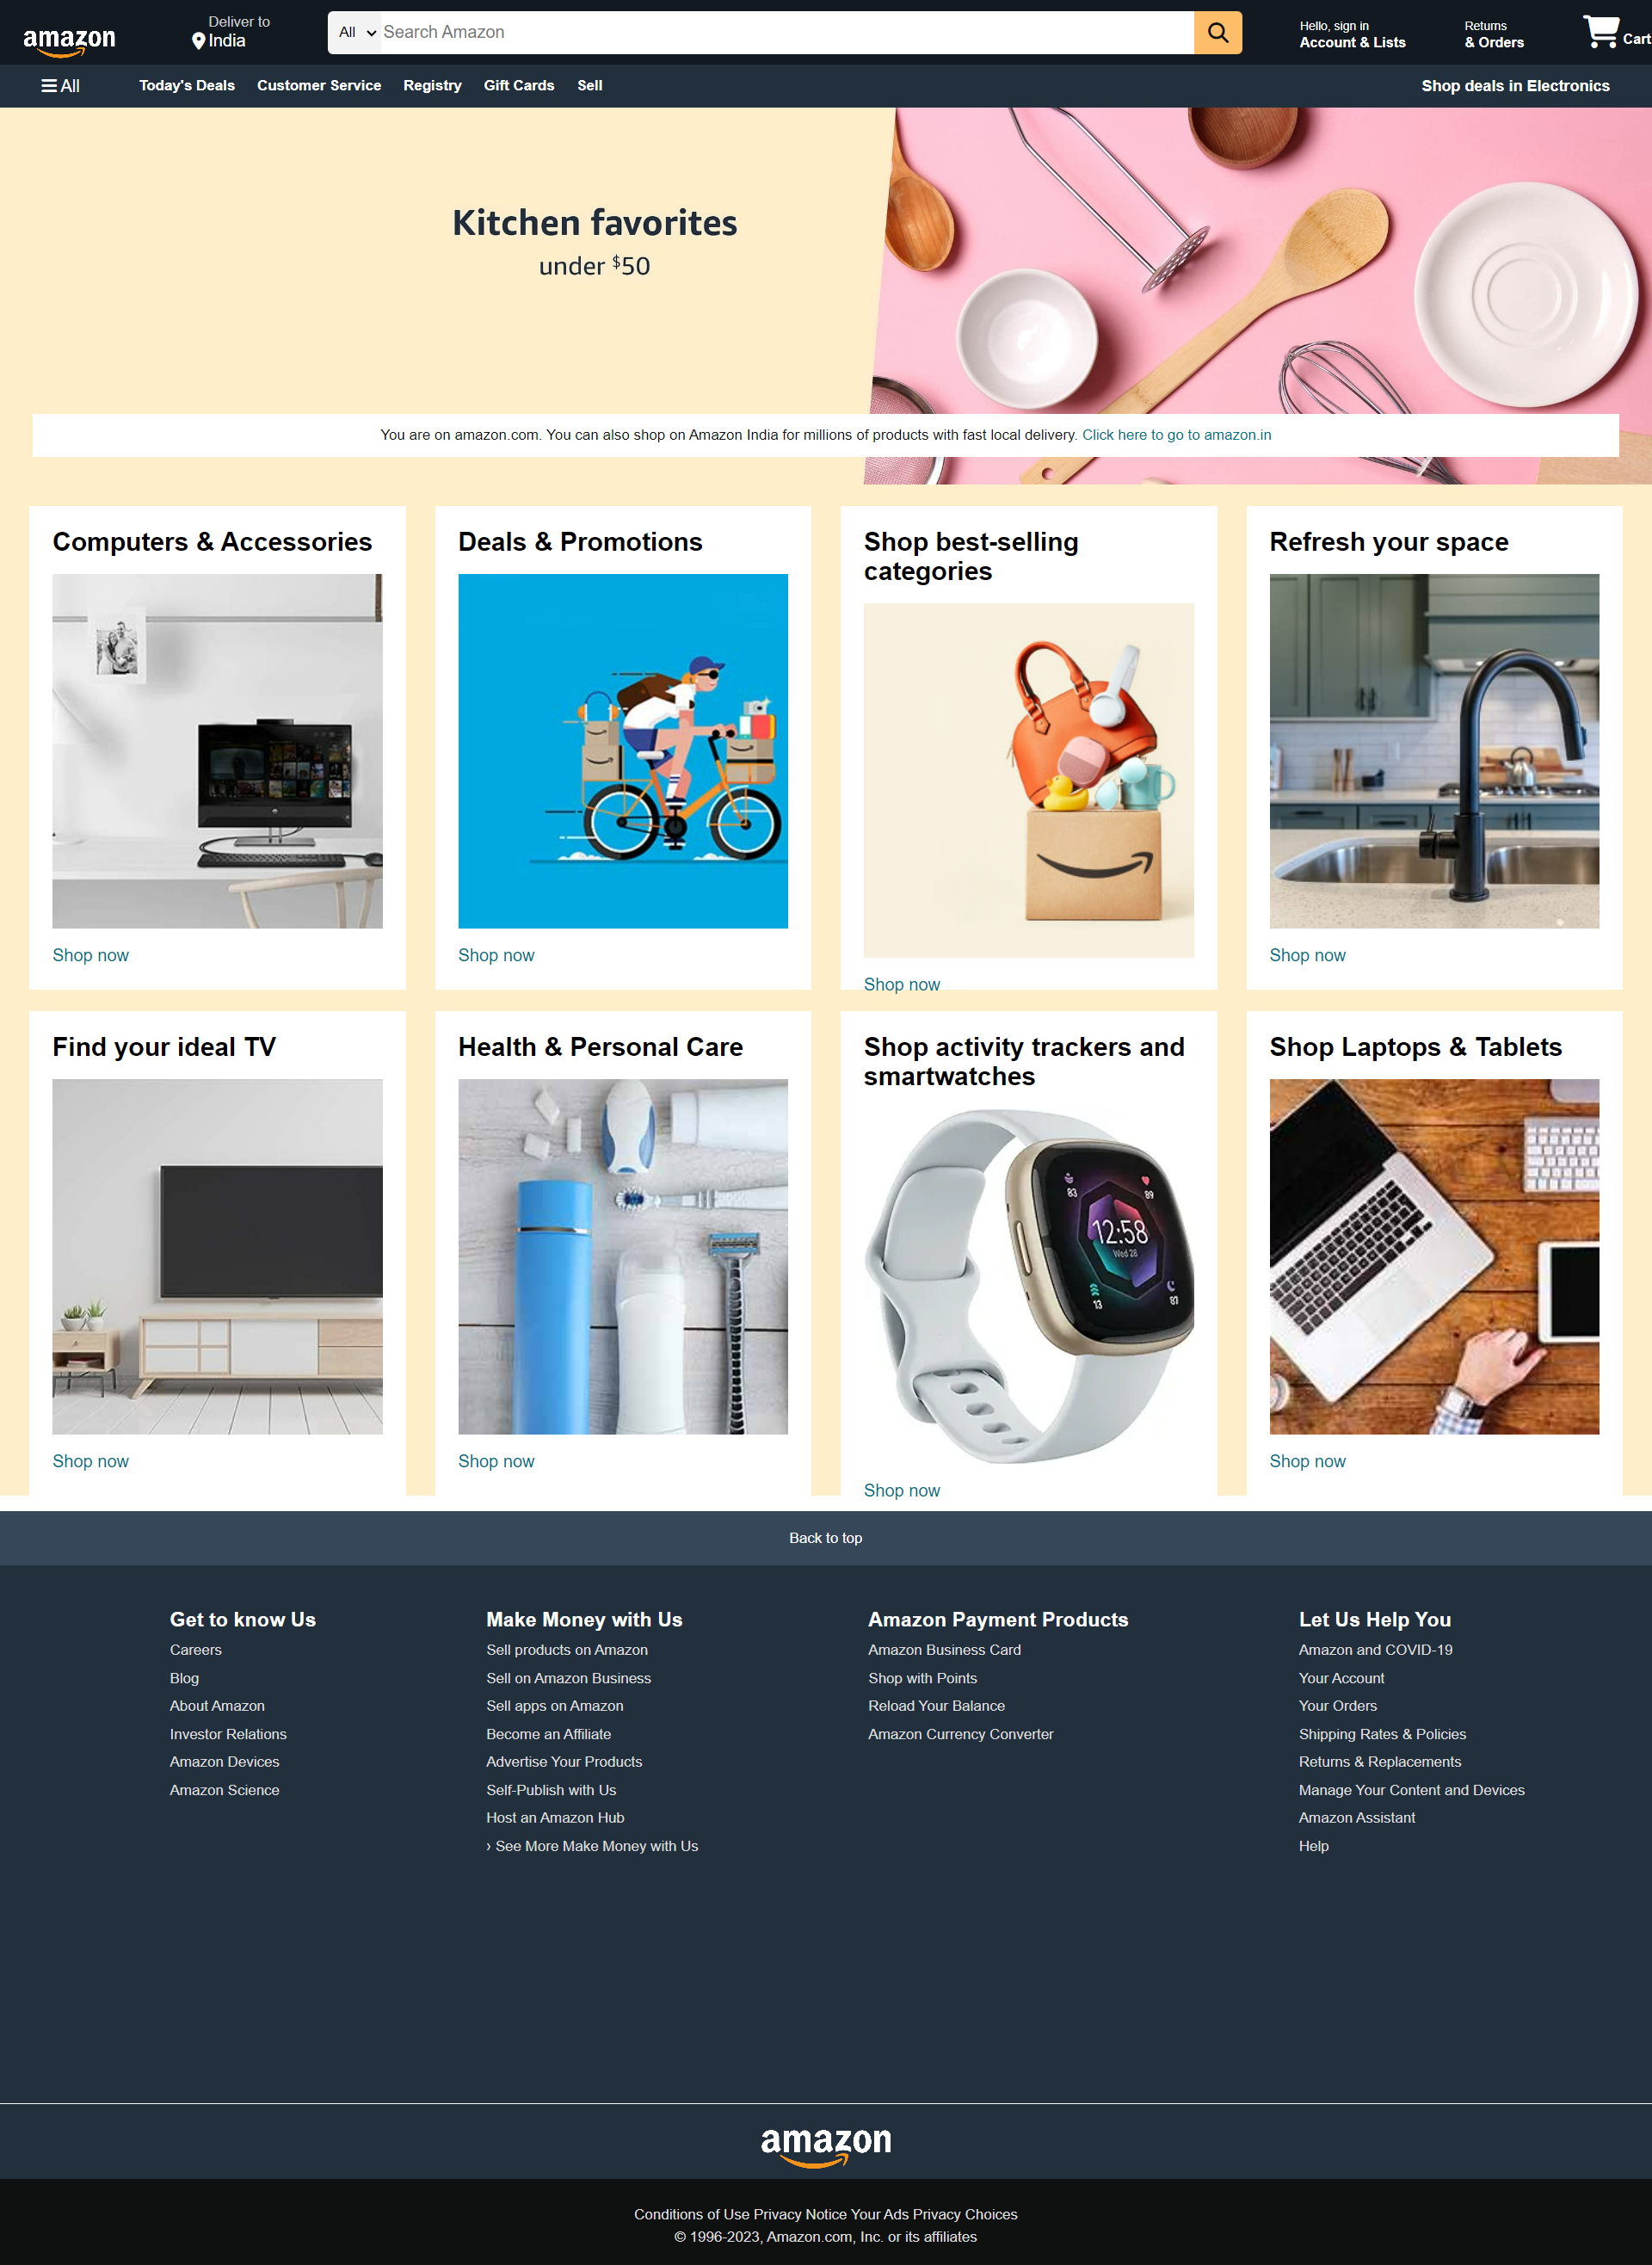 amazon
Deliver to
India
All
Search Amazon
Hello, sign in
Account & Lists
Returns
& Orders
Cart
All
Today's Deals
Customer Service
Registry
Gift Cards
Sell
Shop deals in Electronics
Kitchen favorites
under $50
You are on amazon.com. You can also shop on Amazon India for millions of products with fast local delivery. Click here to go to amazon.in
Computers & Accessories
Shop now
Deals & Promotions
Shop now
Shop best-selling
categories
Shop now
Refresh your space
Shop now
Find your ideal TV
Shop now
Health & Personal Care
Shop now
Shop activity trackers and
smartwatches
83
89
12:58
Wed 28
13
87
Shop now
Shop Laptops & Tablets
Shop now
Back to top
Get to know Us
Careers
Blog
About Amazon
Investor Relations
Amazon Devices
Amazon Science
Make Money with Us
Sell products on Amazon
Sell on Amazon Business
Sell apps on Amazon
Become an Affiliate
Advertise Your Products
Self-Publish with Us
Host an Amazon Hub
› See More Make Money with Us
Amazon Payment Products
Amazon Business Card
Shop with Points
Reload Your Balance
Amazon Currency Converter
Let Us Help You
Amazon and COVID-19
Your Account
Your Orders
Shipping Rates & Policies
Returns & Replacements
Manage Your Content and Devices
Amazon Assistant
Help
amazon
Conditions of Use Privacy Notice Your Ads Privacy Choices
© 1996-2023, Amazon.com, Inc. or its affiliates